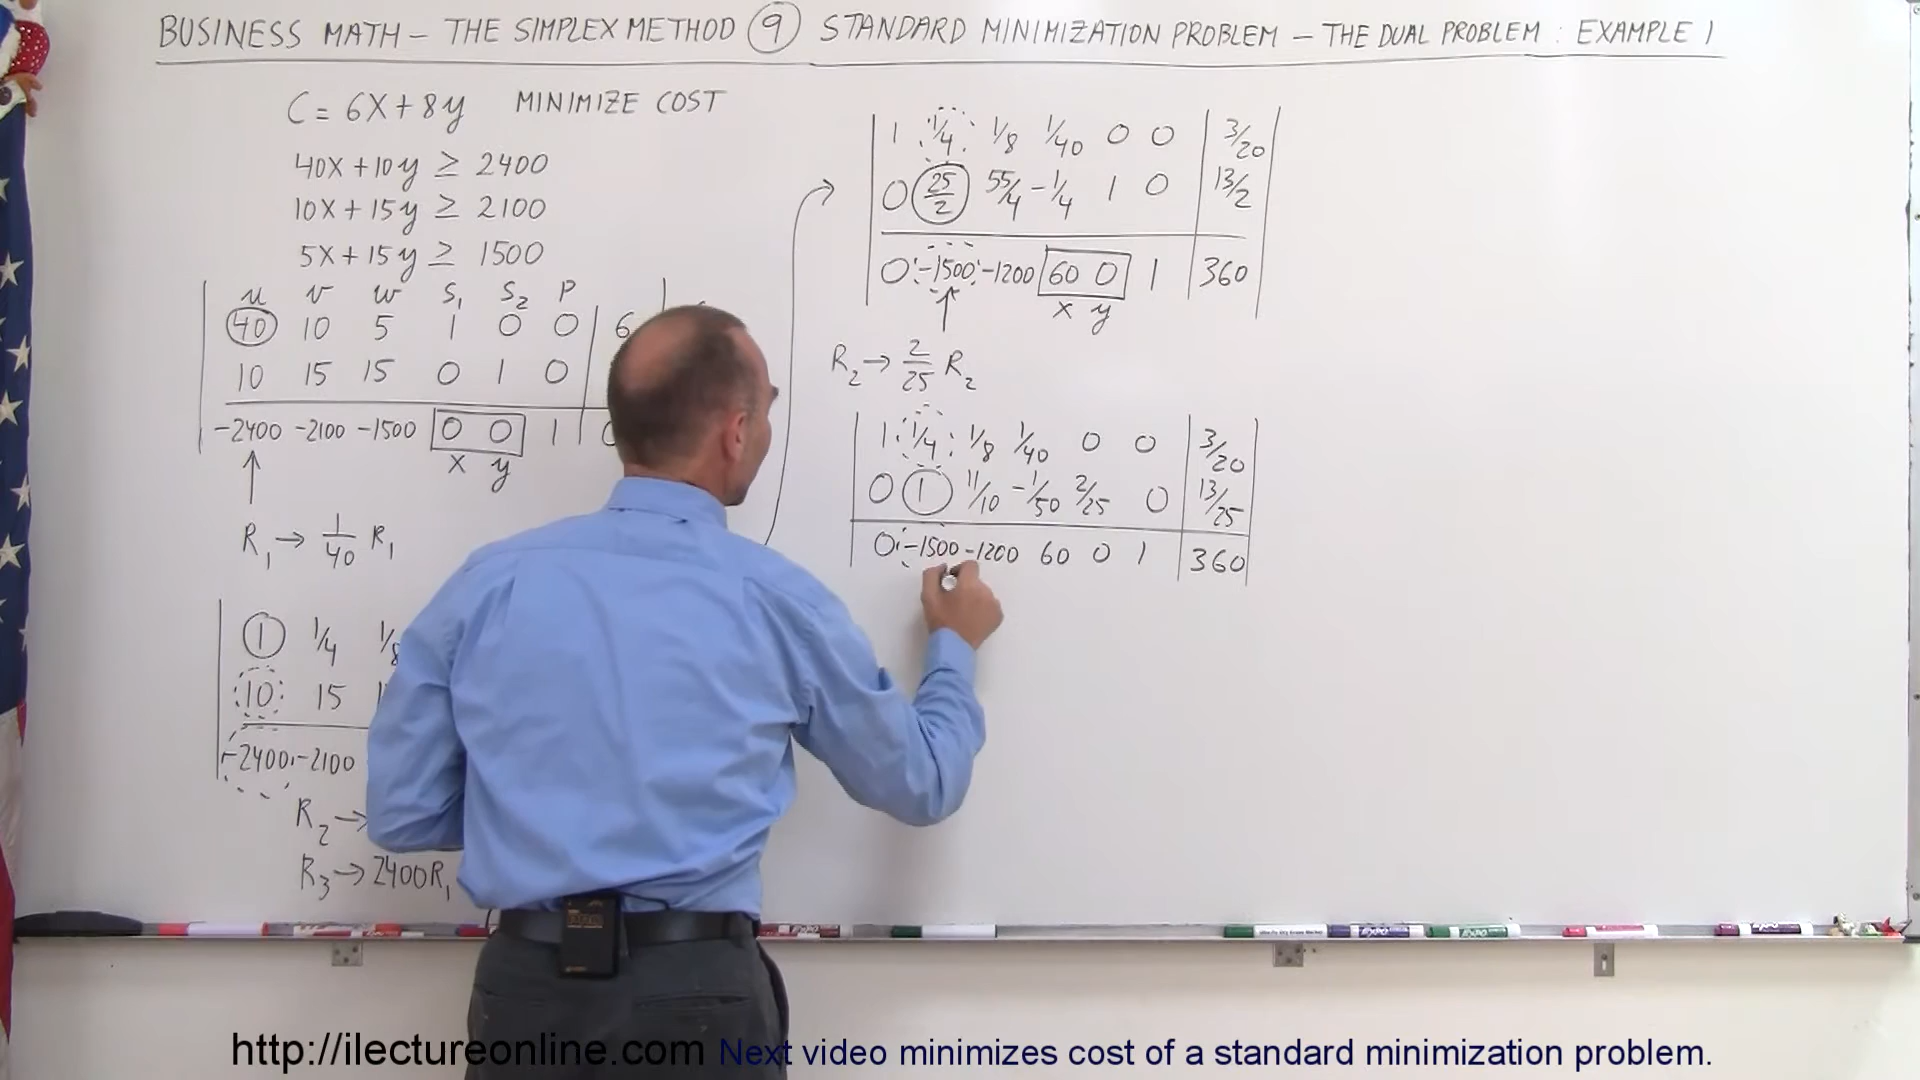 BUSINESS MATH – THE SIMPLEX METHOD 9 STANDARD MINIMIZATION PROBLEM – THE DUAL PROBLEM : EXAMPLE 1
C = 6X + 8y MINIMIZE COST
40X + 10y ≥ 2400
10X + 15y ≥ 2100
5X + 15y ≥ 1500
u v w S1 S2 P
40 10 5 1 0 0 6
10 15 15 0 1 0
-2400 -2100 -1500 0 0 1
x y
R1 → 1/40 R1
1 1/4 1/8
10 15
-2400 -2100
R2 →
R3 → 2400R1
1 1/4 1/8 1/40 0 0 3/20
0 25/2 55/4 -1/4 1 0 13/2
0 -1500 -1200 60 0 1 360
x y
R2 → 2/25 R2
1 1/4 1/8 1/40 0 0 3/20
0 1 11/10 -1/50 2/25 0 13/25
0 -1500 -1200 60 0 1 360
http://ilectureonline.com Next video minimizes cost of a standard minimization problem.